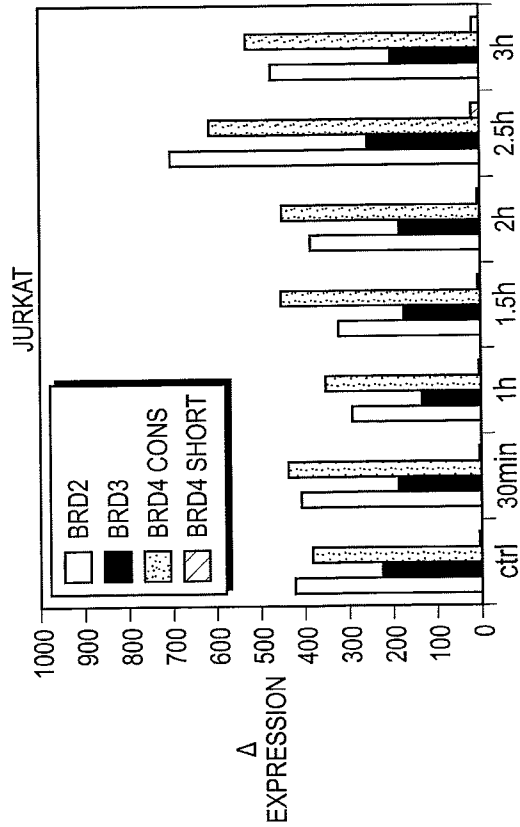 JURKAT
BRD2
BRD3
BRD4 CONS
BRD4 SHORT
Δ
EXPRESSION
1000
900
800
700
600
500
400
300
200
100
0
ctrl 30min 1h 1.5h 2h 2.5h 3h